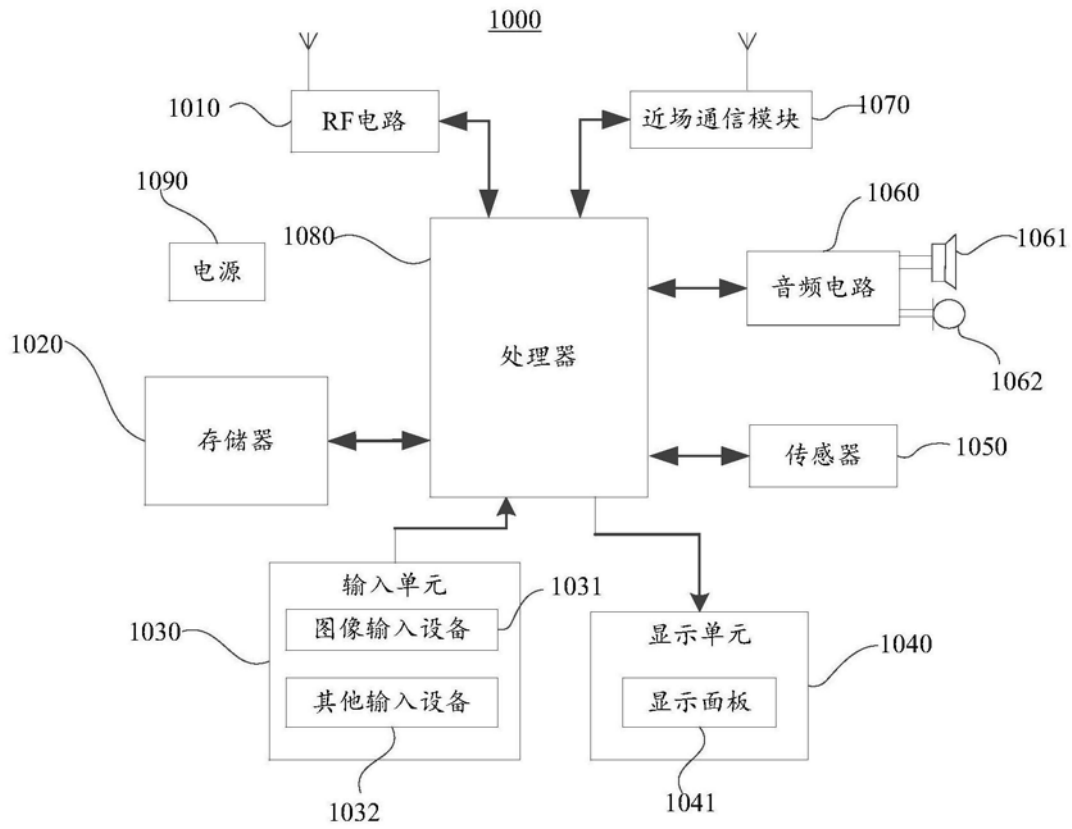 1000
1010
RF电路
近场通信模块
1070
1090
电源
1080
处理器
1060
音频电路
1061
1062
1020
存储器
传感器
1050
输入单元
1030
图像输入设备
1031
其他输入设备
1032
显示单元
1040
显示面板
1041